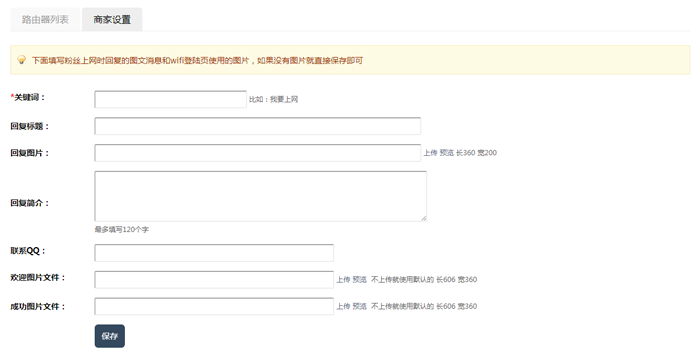 路由器列表 商家设置
下面填写粉丝上网时回复的图文消息和wifi登陆页使用的图片，如果没有图片就直接保存即可
*关键词： 比如：我要上网
回复标题：
回复图片： 上传 预览 长360 宽200
回复简介：
最多填写120个字
联系QQ：
欢迎图片文件： 上传 预览 不上传就使用默认的 长606 宽360
成功图片文件： 上传 预览 不上传就使用默认的 长606 宽360
保存